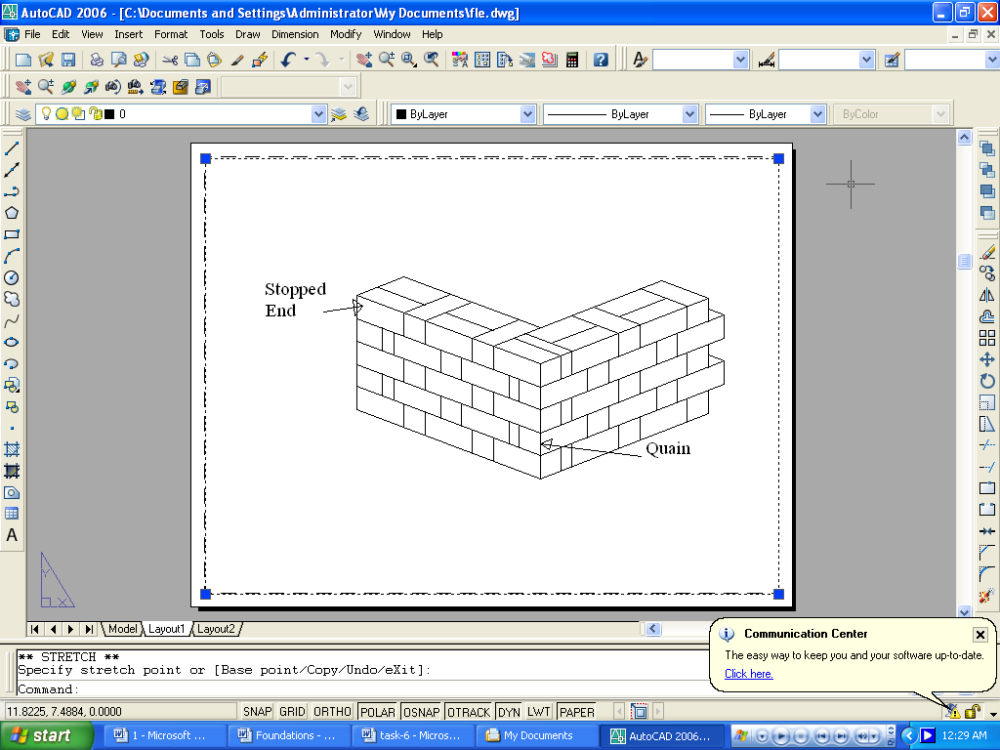 AutoCAD 2006 - [C:\Documents and Settings\Administrator\My Documents\fle.dwg]
File Edit View Insert Format Tools Draw Dimension Modify Window Help
0 ByLayer ByLayer ByLayer ByColor
Stopped
End
Quain
Y
X
A
Model Layout1 Layout2
Communication Center
The easy way to keep you and your software up-to-date.
Click here.
** STRETCH **
Specify stretch point or [Base point/Copy/Undo/eXit]:
Command:
11.8225, 7.4884, 0.0000 SNAP GRID ORTHO POLAR OSNAP OTRACK DYN LWT PAPER
start 1 - Microsoft ... Foundations - ... task-6 - Micros... My Documents AutoCAD 2006... 12:29 AM